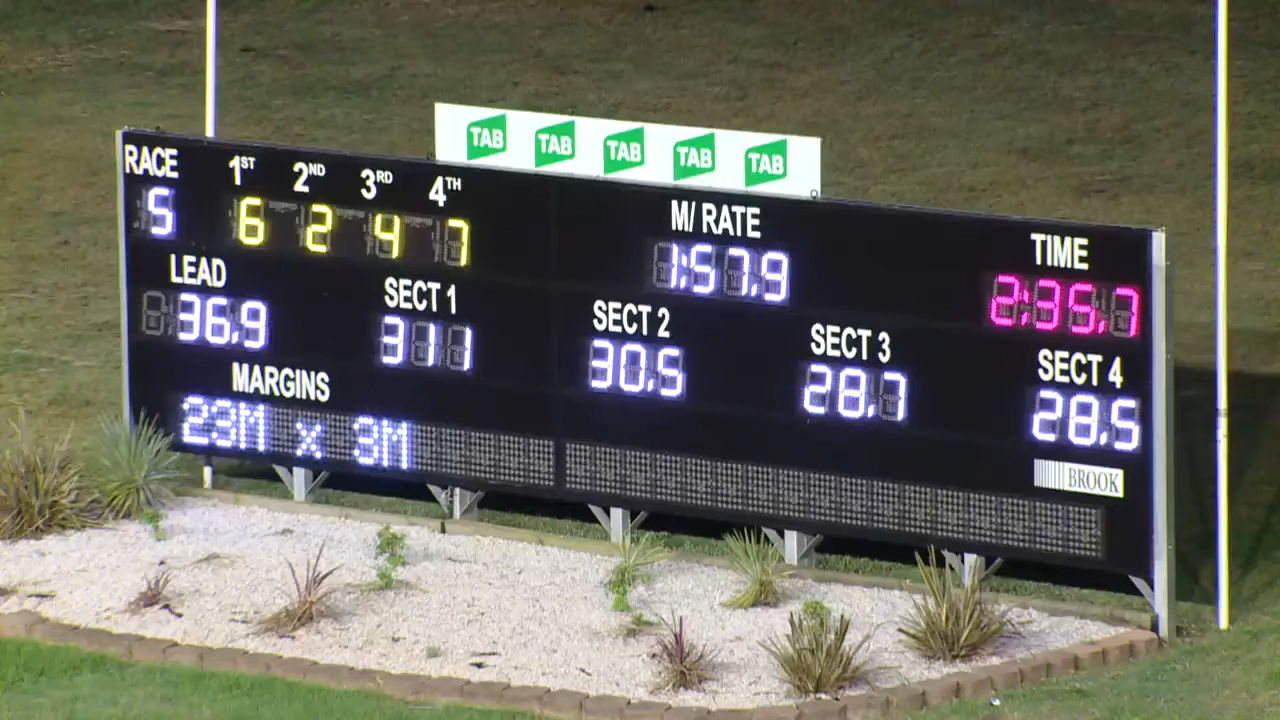 TAB TAB TAB TAB TAB
RACE 1ST 2ND 3RD 4TH M/ RATE TIME
5 6 2 4 7 1:57.9 2:35.7
LEAD SECT 1 SECT 2 SECT 3 SECT 4
36.9 311 30.5 28.7 28.5
MARGINS
23M x 3M
BROOK